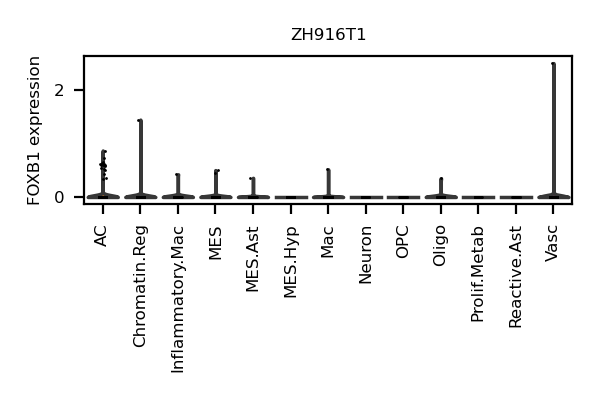 ZH916T1
FOXB1 expression
2
0
AC
Chromatin.Reg
Inflammatory.Mac
MES
MES.Ast
MES.Hyp
Mac
Neuron
OPC
Oligo
Prolif.Metab
Reactive.Ast
Vasc